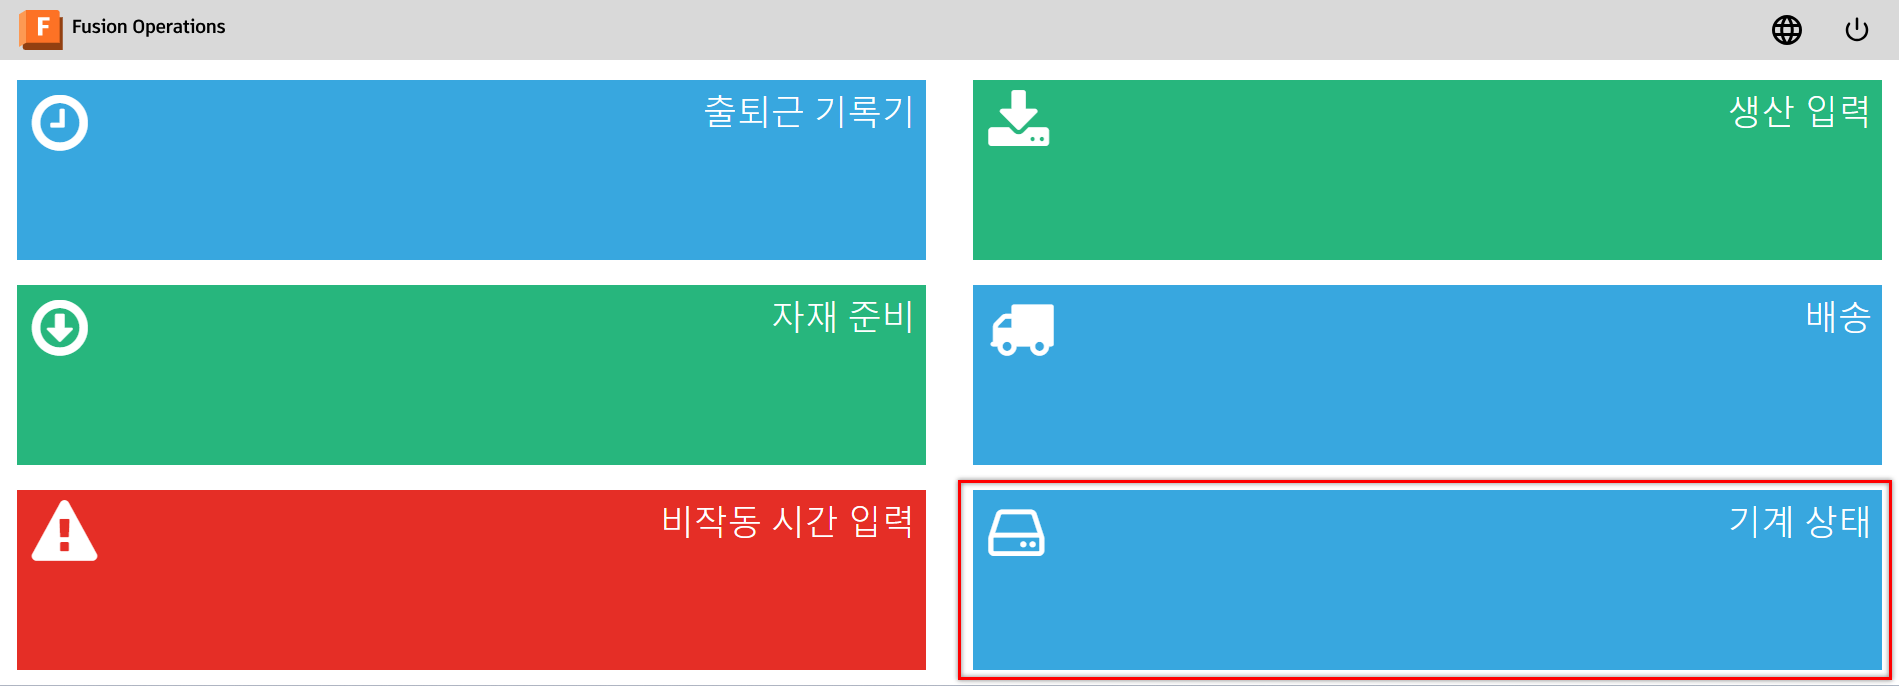 F Fusion Operations
출퇴근 기록기
생산 입력
자재 준비
배송
비작동 시간 입력
기계 상태